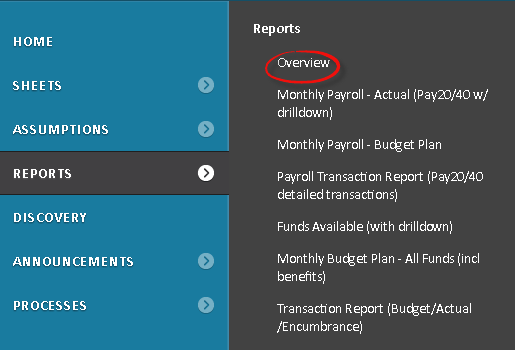 HOME
SHEETS
ASSUMPTIONS
REPORTS
DISCOVERY
ANNOUNCEMENTS
PROCESSES
Reports
Overview
Monthly Payroll - Actual (Pay20/40 w/
drilldown)
Monthly Payroll - Budget Plan
Payroll Transaction Report (Pay20/40
detailed transactions)
Funds Available (with drilldown)
Monthly Budget Plan - All Funds (incl
benefits)
Transaction Report (Budget/Actual
/Encumbrance)